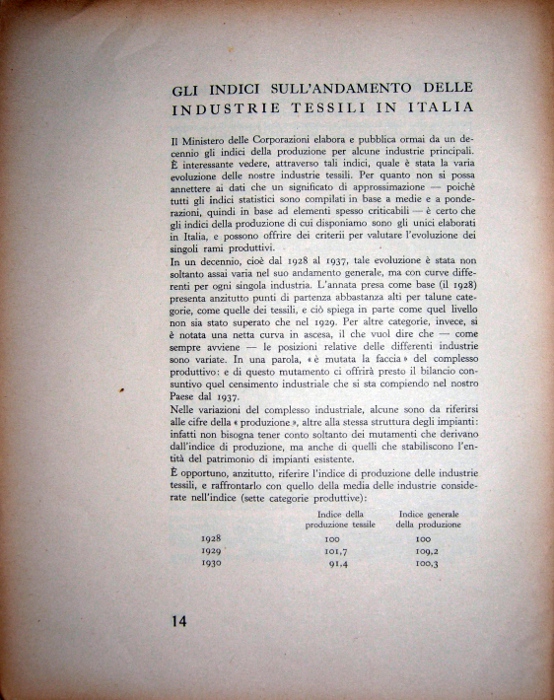 GLI INDICI SULL'ANDAMENTO DELLE
INDUSTRIE TESSILI IN ITALIA
Il Ministero delle Corporazioni elabora e pubblica ormai da un de-
cennio gli indici della produzione per alcune industrie principali.
È interessante vedere, attraverso tali indici, quale è stata la varia
evoluzione delle nostre industrie tessili. Per quanto non si possa
annettere ai dati che un significato di approssimazione — poichè
tutti gli indici statistici sono compilati in base a medie e a ponde-
razioni, quindi in base ad elementi spesso criticabili — è certo che
gli indici della produzione di cui disponiamo sono gli unici elaborati
in Italia, e possono offrire dei criteri per valutare l'evoluzione dei
singoli rami produttivi.
In un decennio, cioè dal 1928 al 1937, tale evoluzione è stata non
soltanto assai varia nel suo andamento generale, ma con curve diffe-
renti per ogni singola industria. L'annata presa come base (il 1928)
presenta anzitutto punti di partenza abbastanza alti per talune cate-
gorie, come quelle dei tessili, e ciò spiega in parte come quel livello
non sia stato superato che nel 1929. Per altre categorie, invece, si
è notata una netta curva in ascesa, il che vuol dire che — come
sempre avviene — le posizioni relative delle differenti industrie
sono variate. In una parola, «è mutata la faccia» del complesso
produttivo: e di questo mutamento ci offrirà presto il bilancio con-
suntivo quel censimento industriale che si sta compiendo nel nostro
Paese dal 1937.
Nelle variazioni del complesso industriale, alcune sono da riferirsi
alle cifre della «produzione», altre alla stessa struttura degli impianti:
infatti non bisogna tener conto soltanto dei mutamenti che derivano
dall'indice di produzione, ma anche di quelli che stabiliscono l'en-
tità del patrimonio di impianti esistente.
È opportuno, anzitutto, riferire l'indice di produzione delle industrie
tessili, e raffrontarlo con quello della media delle industrie conside-
rate nell'indice (sette categorie produttive):
Indice della Indice generale
produzione tessile della produzione
1928 100 100
1929 101,7 109,2
1930 91,4 100,3
14